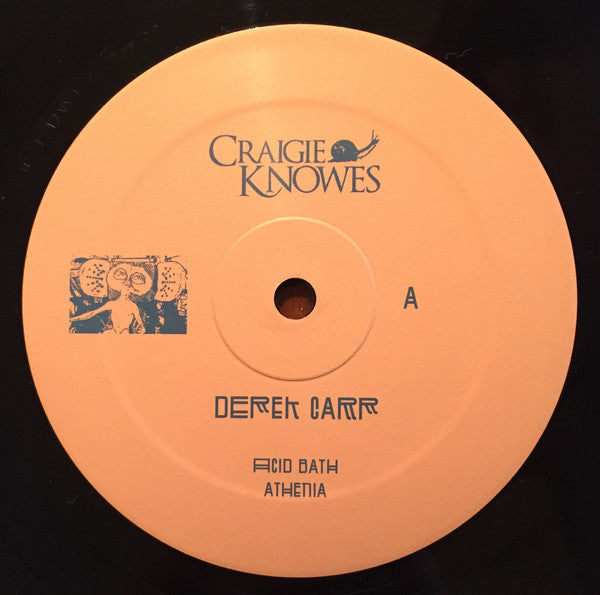 CRAIGIE
KNOWES
A
DEREK CARR
ACID BATH
ATHENIA